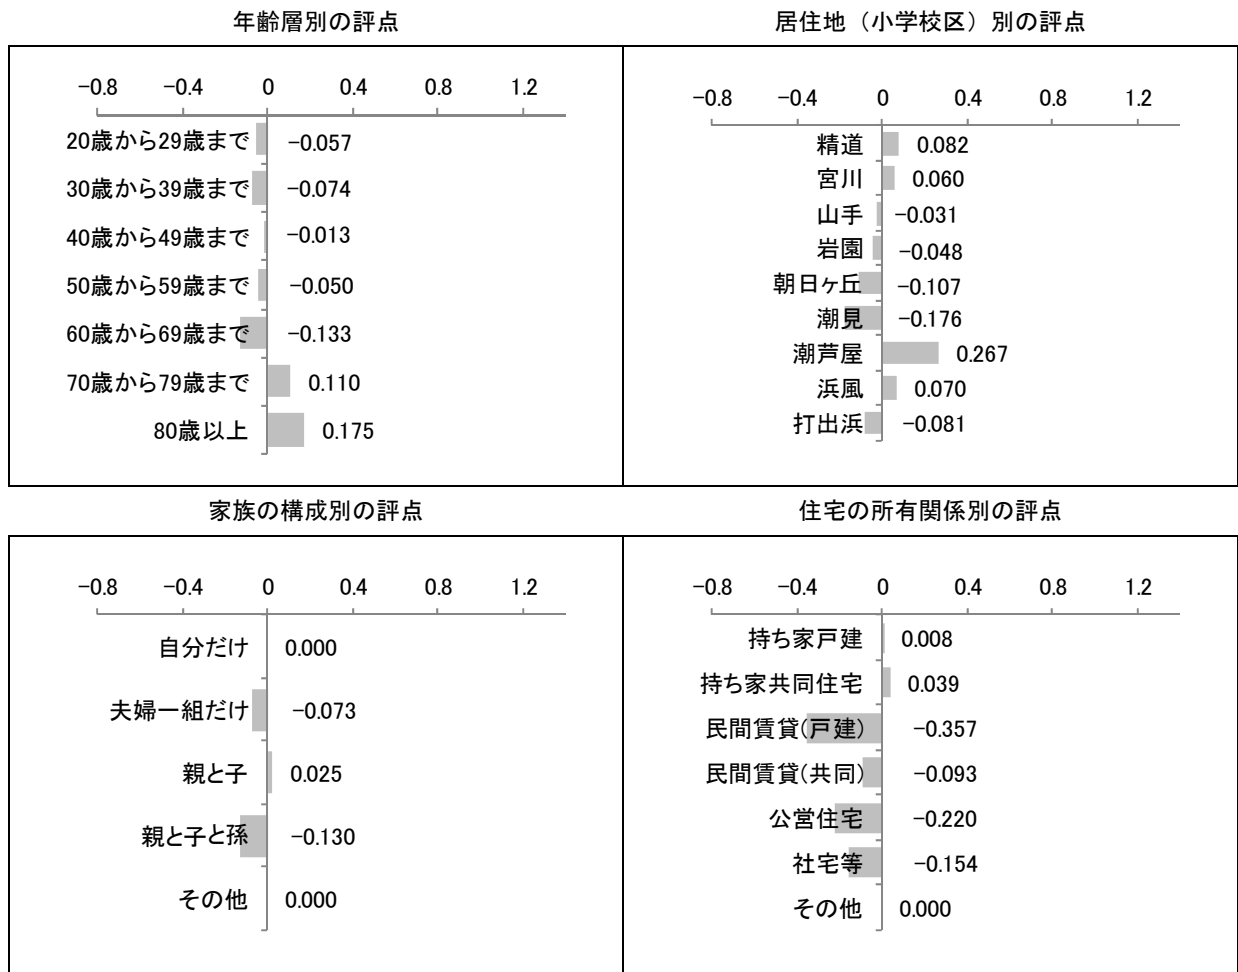 年齢層別の評点
−0.8 −0.4 0 0.4 0.8 1.2
20歳から29歳まで −0.057
30歳から39歳まで −0.074
40歳から49歳まで −0.013
50歳から59歳まで −0.050
60歳から69歳まで −0.133
70歳から79歳まで 0.110
80歳以上 0.175
居住地（小学校区）別の評点
−0.8 −0.4 0 0.4 0.8 1.2
精道 0.082
宮川 0.060
山手 −0.031
岩園 −0.048
朝日ヶ丘 −0.107
潮見 −0.176
潮芦屋 0.267
浜風 0.070
打出浜 −0.081
家族の構成別の評点
−0.8 −0.4 0 0.4 0.8 1.2
自分だけ 0.000
夫婦一組だけ −0.073
親と子 0.025
親と子と孫 −0.130
その他 0.000
住宅の所有関係別の評点
−0.8 −0.4 0 0.4 0.8 1.2
持ち家戸建 0.008
持ち家共同住宅 0.039
民間賃貸(戸建) −0.357
民間賃貸(共同) −0.093
公営住宅 −0.220
社宅等 −0.154
その他 0.000